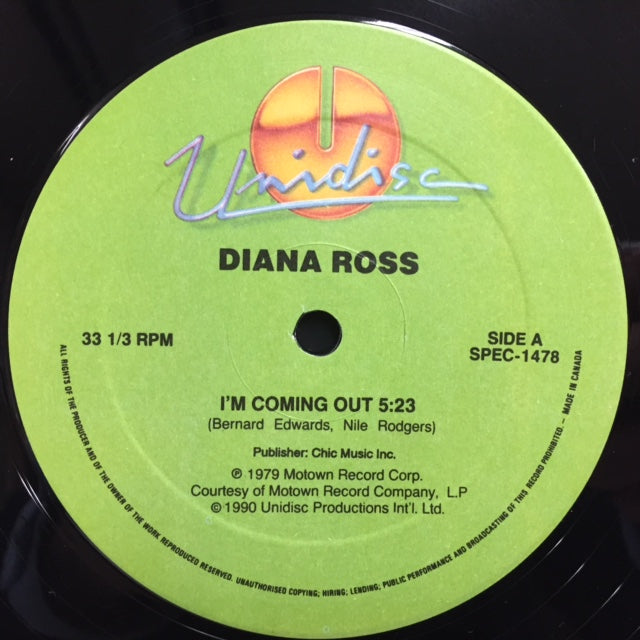 Unidisc
DIANA ROSS
33 1/3 RPM
SIDE A
SPEC-1478
I'M COMING OUT 5:23
(Bernard Edwards, Nile Rodgers)
Publisher: Chic Music Inc.
℗ 1979 Motown Record Corp.
Courtesy of Motown Record Company, L.P
© 1990 Unidisc Productions Int'l. Ltd.
ALL RIGHTS OF THE PRODUCER AND OF THE OWNER OF THE WORK REPRODUCED RESERVED. UNAUTHORISED COPYING; HIRING; LENDING; PUBLIC PERFORMANCE AND BROADCASTING OF THIS RECORD PROHIBITED. – MADE IN CANADA